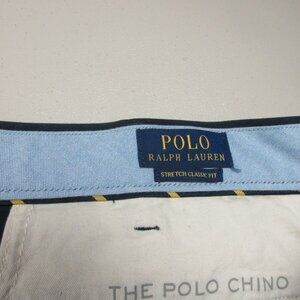 POLO
RALPH LAUREN
STRETCH CLASSIC FIT
THE POLO CHINO